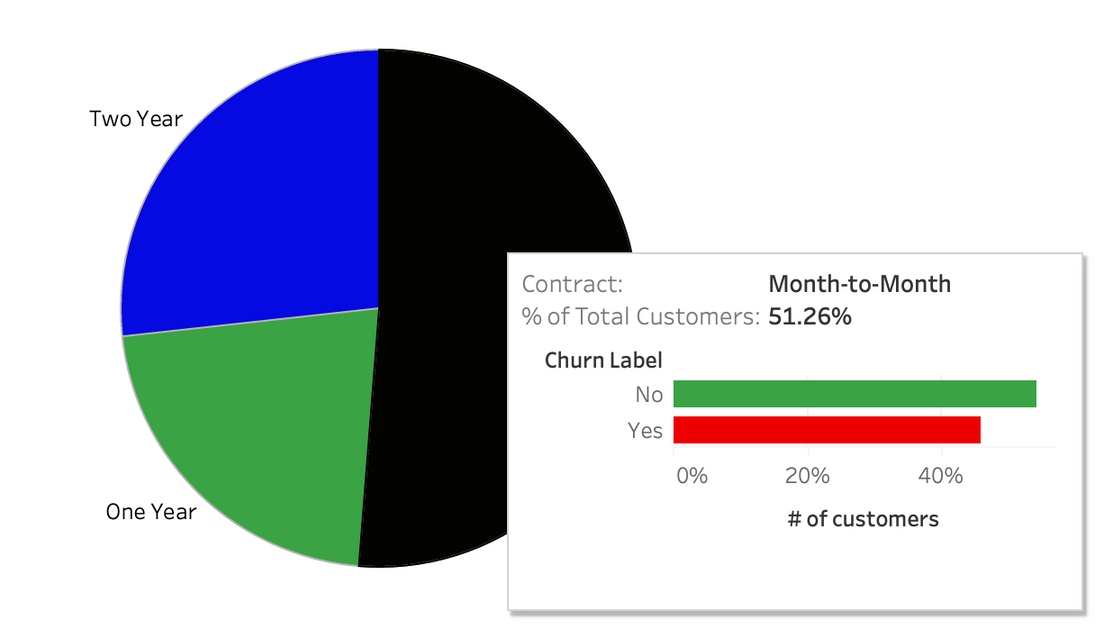 Two Year
One Year
Contract: Month-to-Month
% of Total Customers: 51.26%
Churn Label
No
Yes
0% 20% 40%
# of customers